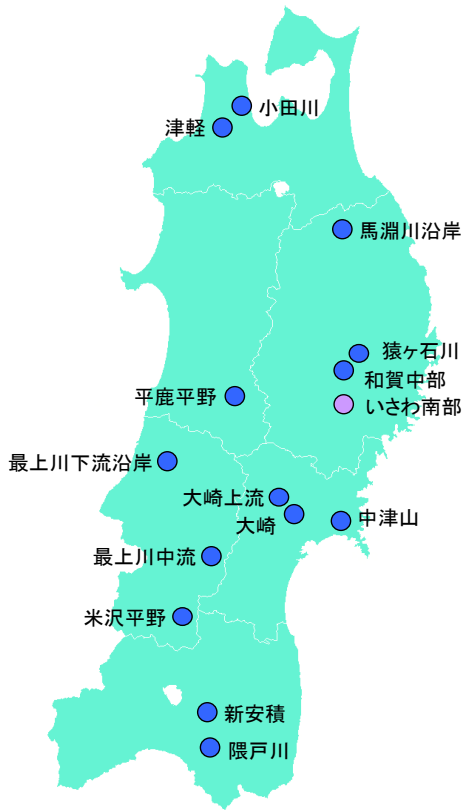 小田川
津軽
馬淵川沿岸
猿ヶ石川
和賀中部
平鹿平野
いさわ南部
最上川下流沿岸
大崎上流
大崎
中津山
最上川中流
米沢平野
新安積
隈戸川